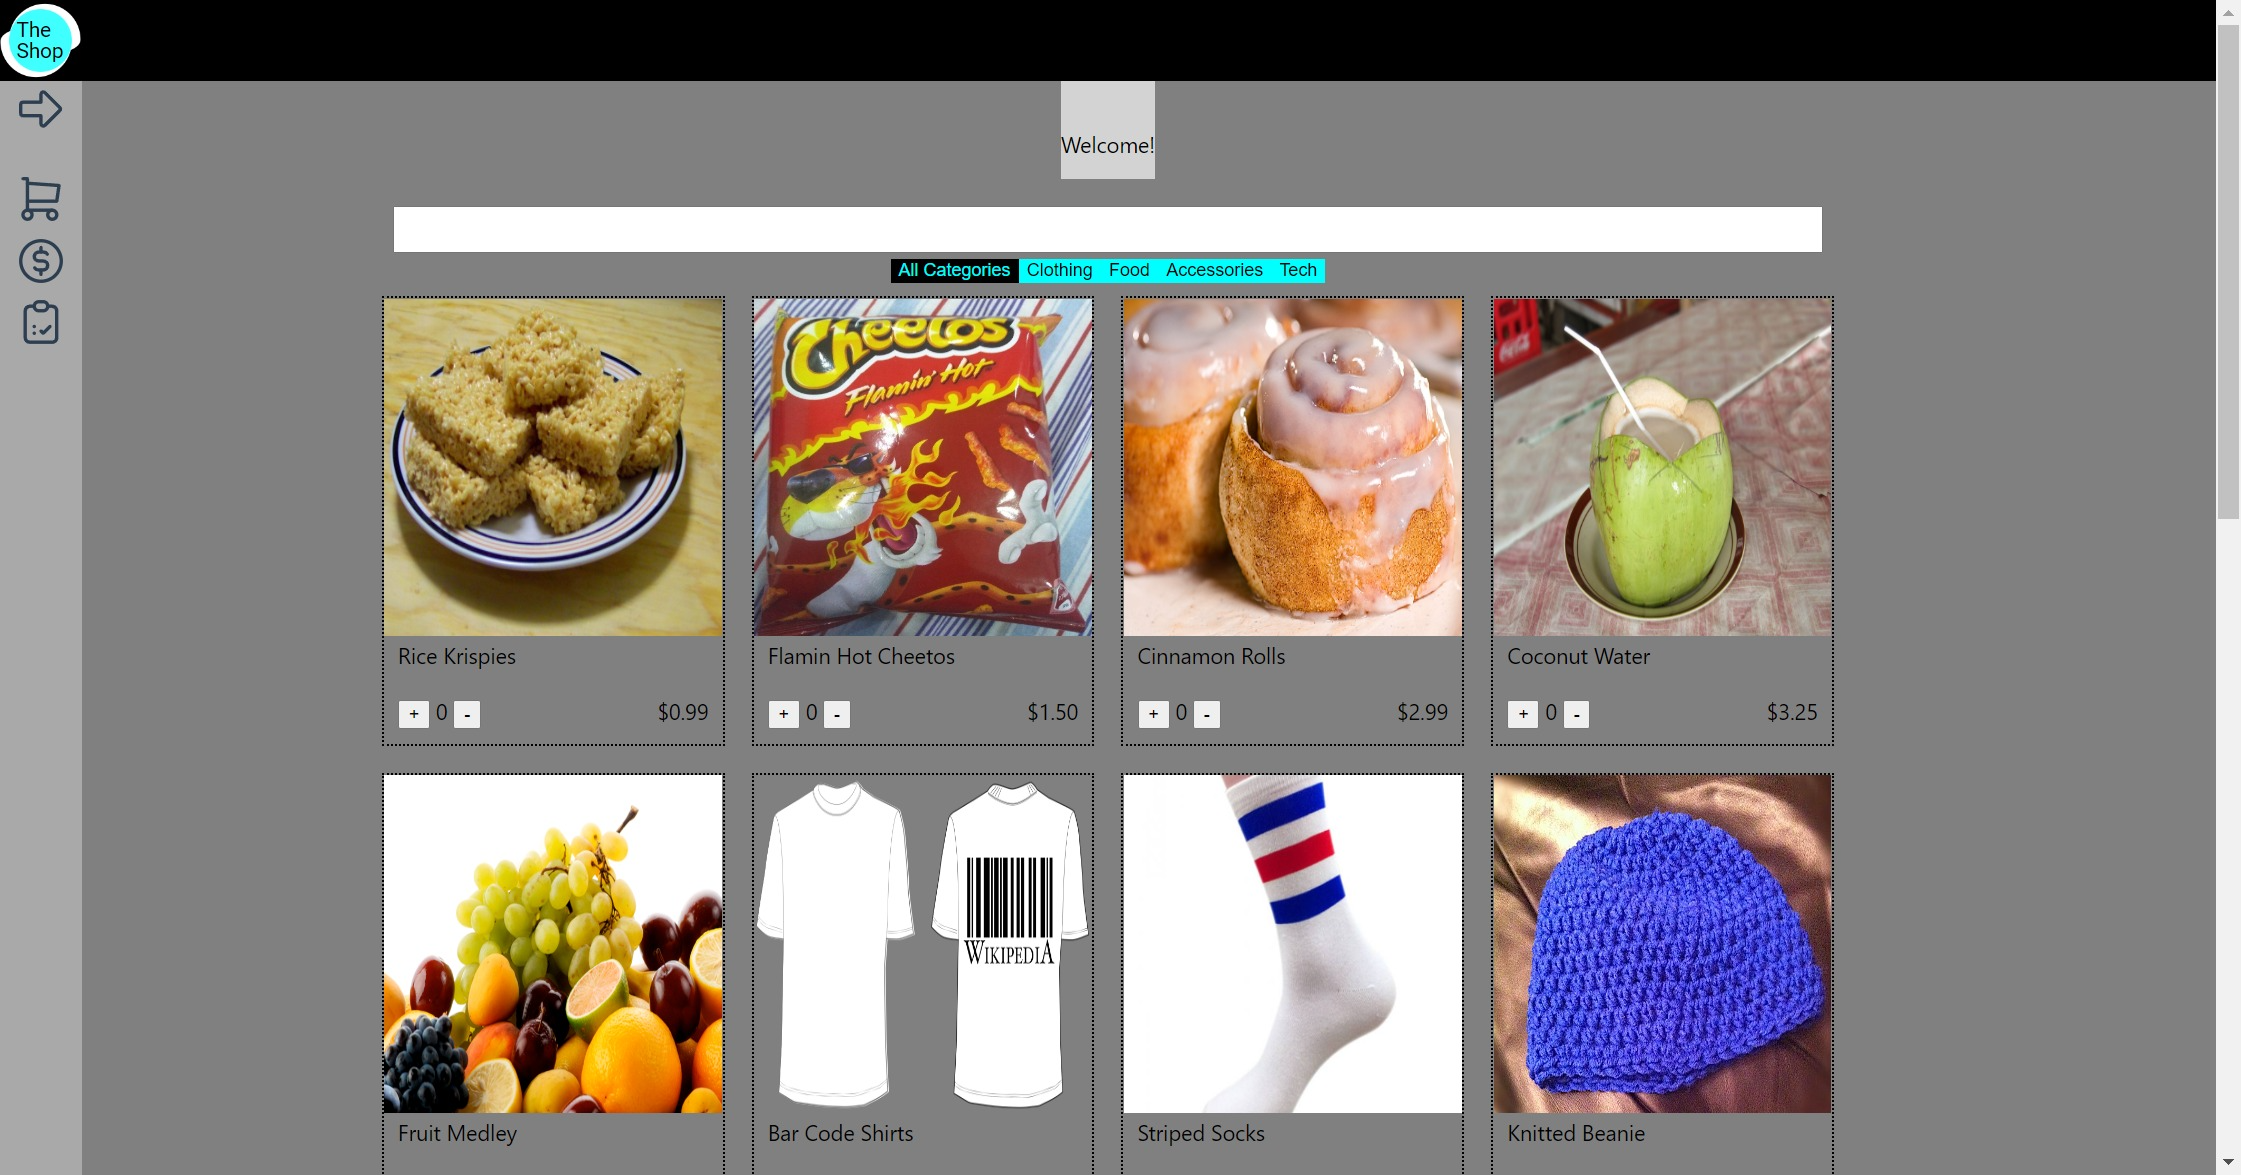 The
Shop
Welcome!
All Categories Clothing Food Accessories Tech
Cheetos
Flamin' Hot
Rice Krispies
Flamin Hot Cheetos
Cinnamon Rolls
Coconut Water
+ 0 - $0.99
+ 0 - $1.50
+ 0 - $2.99
+ 0 - $3.25
WIKIPEDIA
Fruit Medley
Bar Code Shirts
Striped Socks
Knitted Beanie